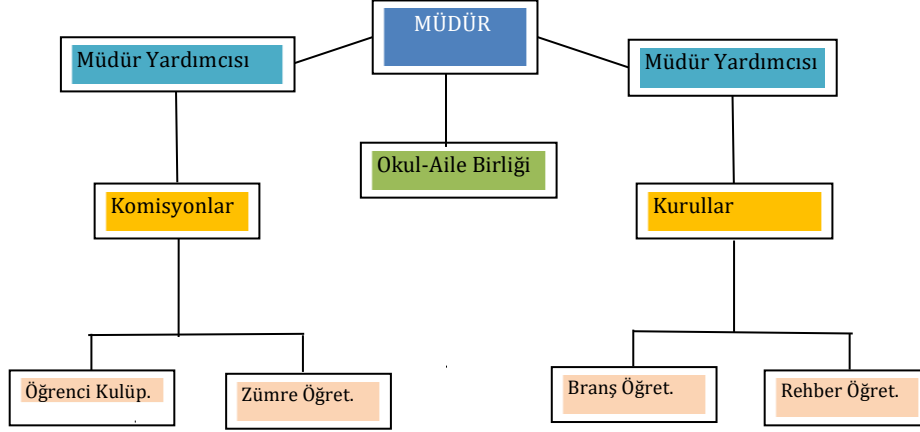 MÜDÜR
Müdür Yardımcısı
Müdür Yardımcısı
Okul-Aile Birliği
Komisyonlar
Kurullar
Öğrenci Kulüp.
Zümre Öğret.
Branş Öğret.
Rehber Öğret.